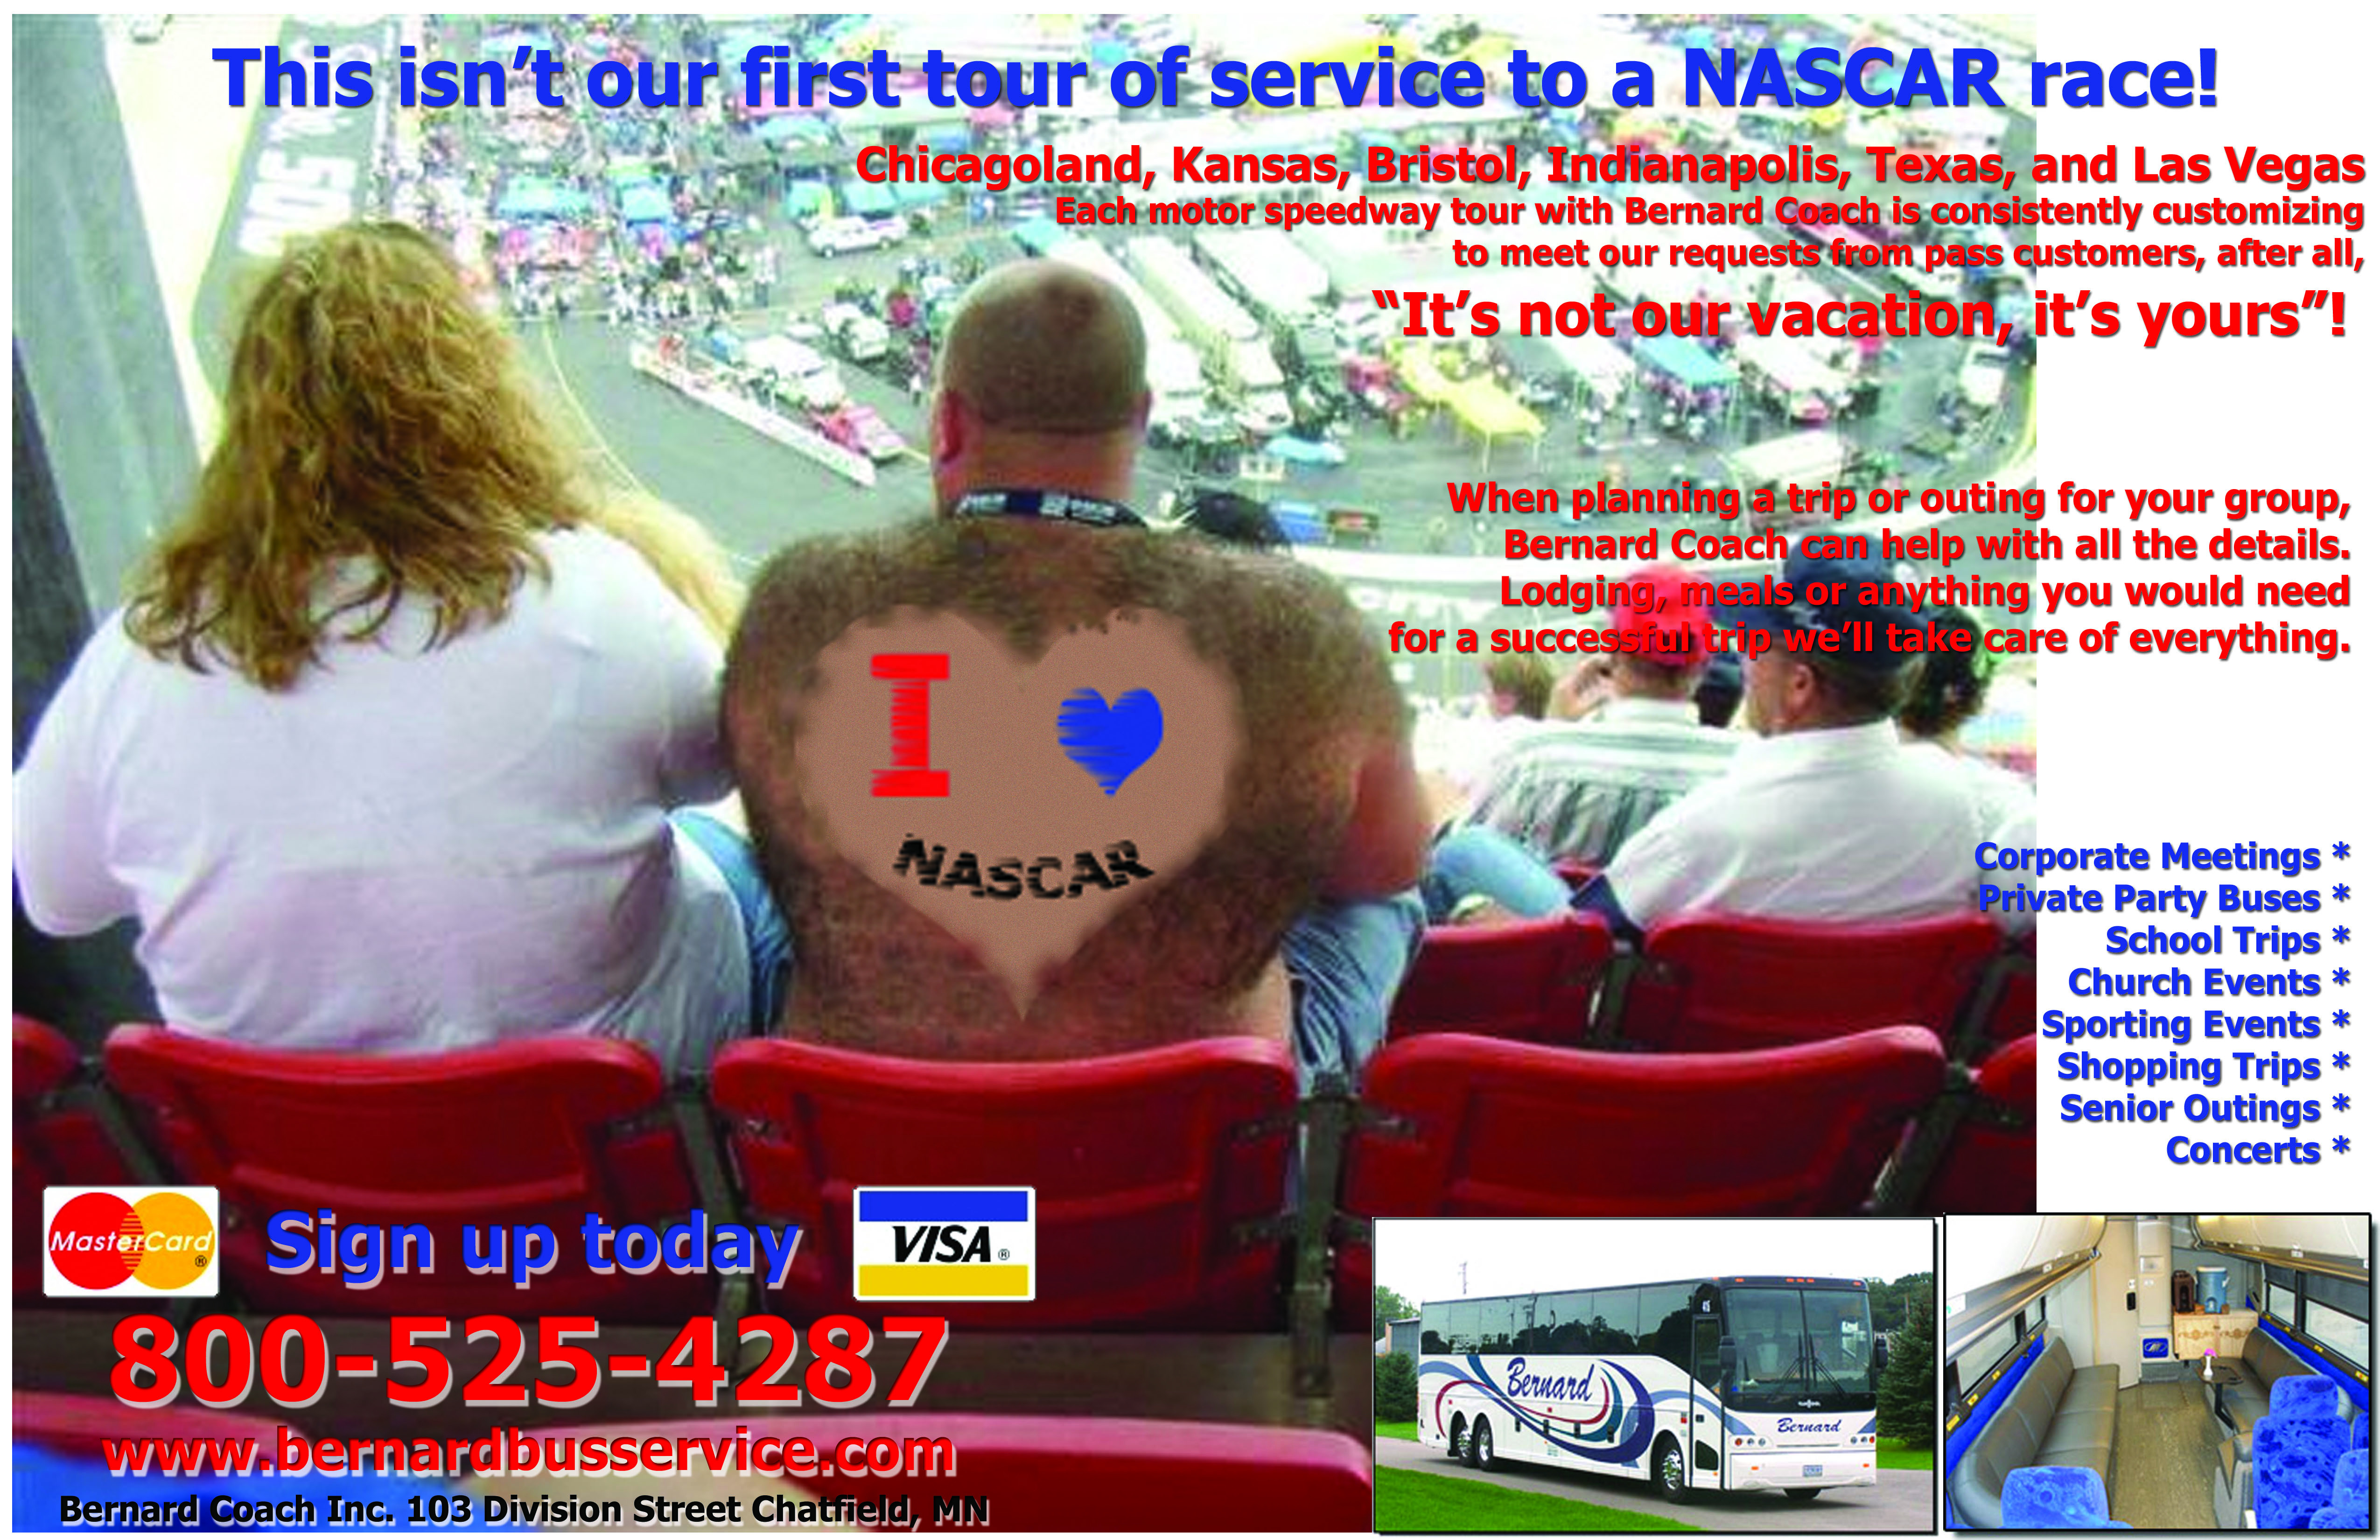 This isn't our first tour of service to a NASCAR race!
Chicagoland, Kansas, Bristol, Indianapolis, Texas, and Las Vegas
Each motor speedway tour with Bernard Coach is consistently customizing
to meet our requests from pass customers, after all,
“It's not our vacation, it's yours”!
When planning a trip or outing for your group,
Bernard Coach can help with all the details.
Lodging, meals or anything you would need
for a successful trip we'll take care of everything.
I
NASCAR
Corporate Meetings *
Private Party Buses *
School Trips *
Church Events *
Sporting Events *
Shopping Trips *
Senior Outings *
Concerts *
MasterCard®
Sign up today
VISA®
800-525-4287
www.bernardbusservice.com
Bernard Coach Inc. 103 Division Street Chatfield, MN
Bernard
Bernard